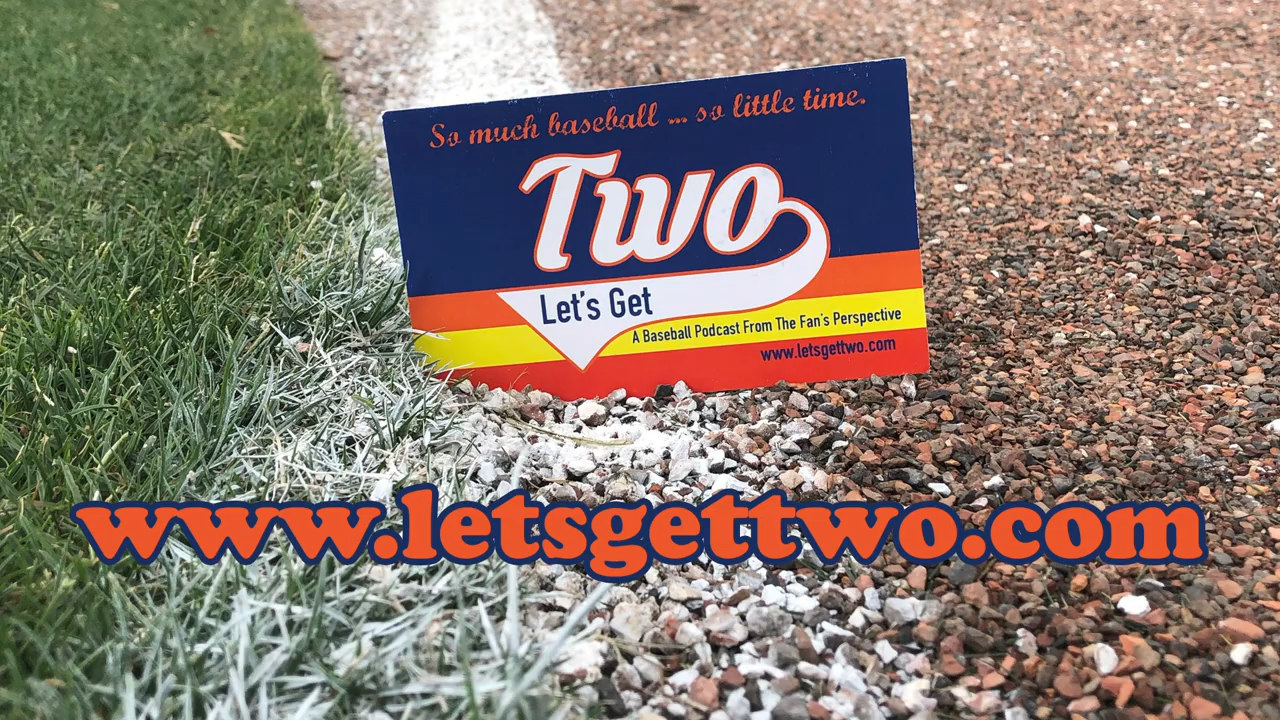 So much baseball ... so little time.
Two
Let's Get
A Baseball Podcast From The Fan's Perspective
www.letsgettwo.com
www.letsgettwo.com